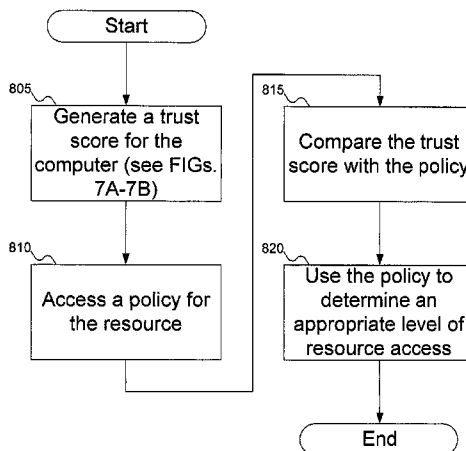 Start
805
Generate a trust
score for the
computer (see FIGs.
7A-7B)
810
Access a policy for
the resource
815
Compare the trust
score with the policy
820
Use the policy to
determine an
appropriate level of
resource access
End